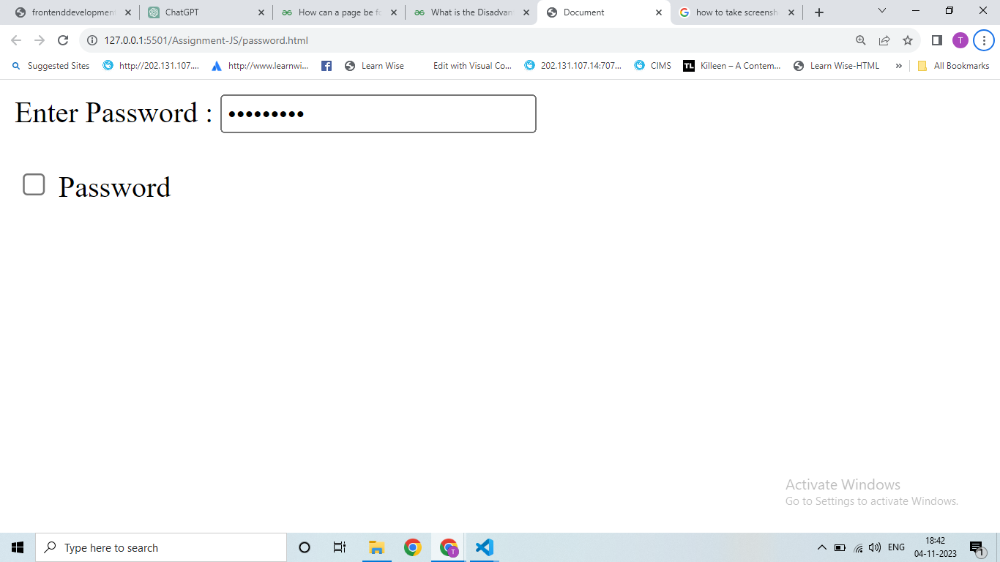 frontenddevelopment
ChatGPT
How can a page be fo
What is the Disadvan
Document
how to take screensh
127.0.0.1:5501/Assignment-JS/password.html
T
Suggested Sites
http://202.131.107....
http://www.learnwi...
Learn Wise
Edit with Visual Co...
202.131.107.14:707...
CIMS
TL
Killeen – A Contem...
Learn Wise-HTML
»
All Bookmarks
Enter Password : •••••••••
Password
Activate Windows
Go to Settings to activate Windows.
Type here to search
T
ENG
18:42
04-11-2023
1